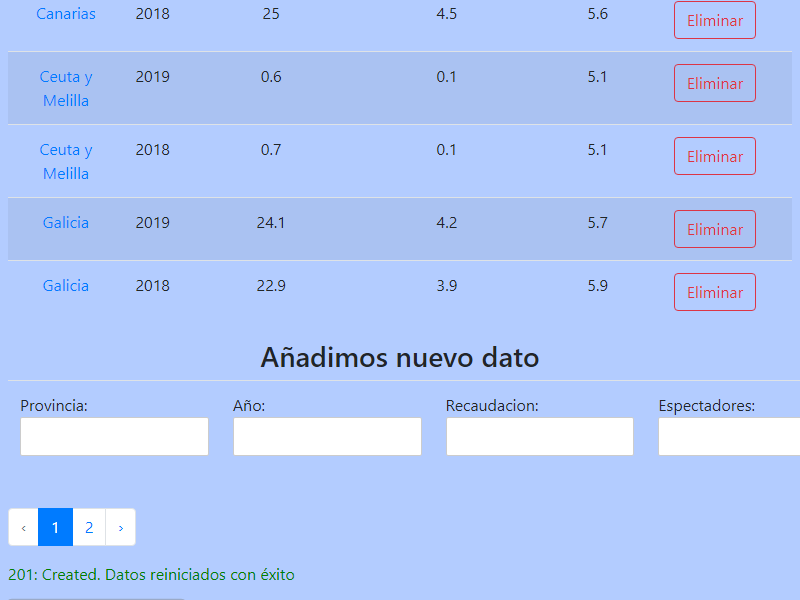 Canarias 2018 25 4.5 5.6 Eliminar
Ceuta y 2019 0.6 0.1 5.1 Eliminar
Melilla
Ceuta y 2018 0.7 0.1 5.1 Eliminar
Melilla
Galicia 2019 24.1 4.2 5.7 Eliminar
Galicia 2018 22.9 3.9 5.9 Eliminar
Añadimos nuevo dato
Provincia: Año: Recaudacion: Espectadores:
‹ 1 2 ›
201: Created. Datos reiniciados con éxito